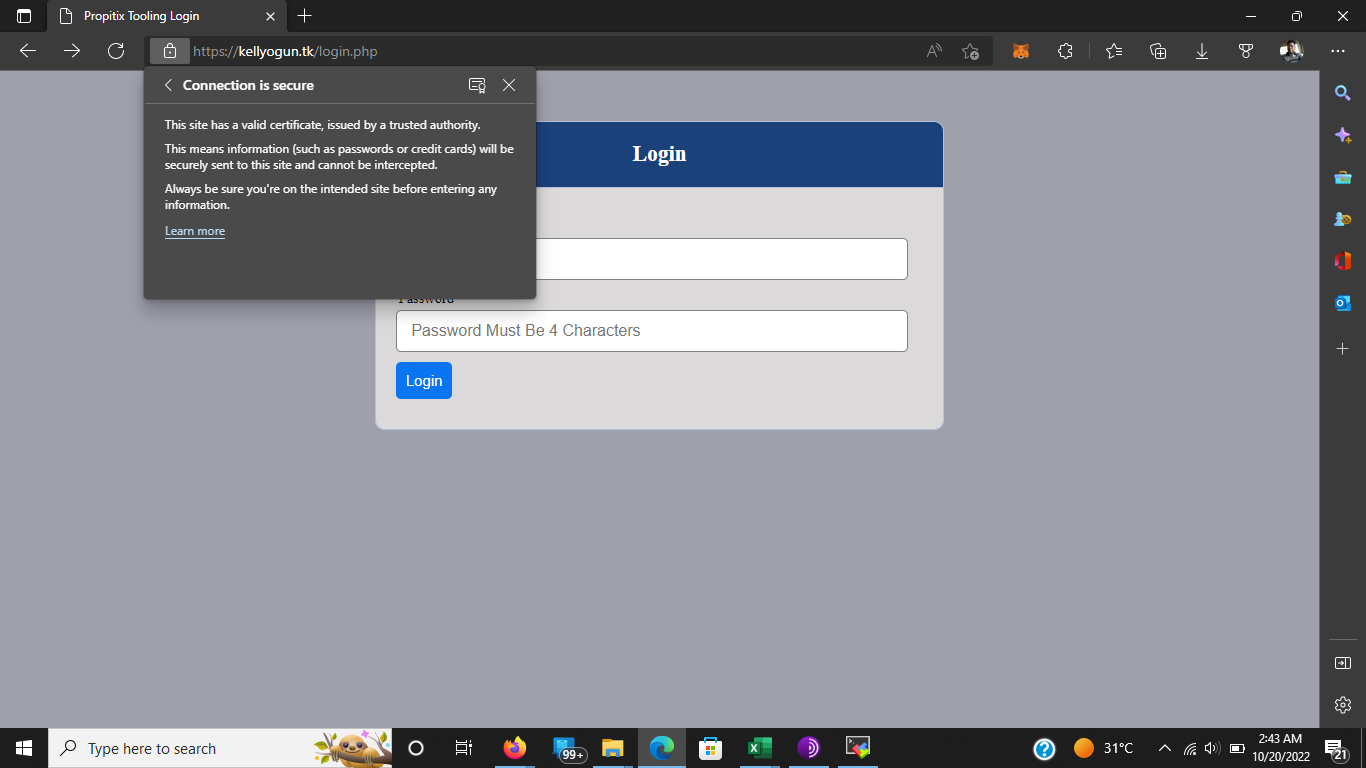 Propitix Tooling Login
https://kellyogun.tk/login.php
Connection is secure
This site has a valid certificate, issued by a trusted authority.
This means information (such as passwords or credit cards) will be
securely sent to this site and cannot be intercepted.
Always be sure you're on the intended site before entering any
information.
Learn more
Login
Password
Password Must Be 4 Characters
Login
Type here to search
99+
31°C
2:43 AM
10/20/2022
21